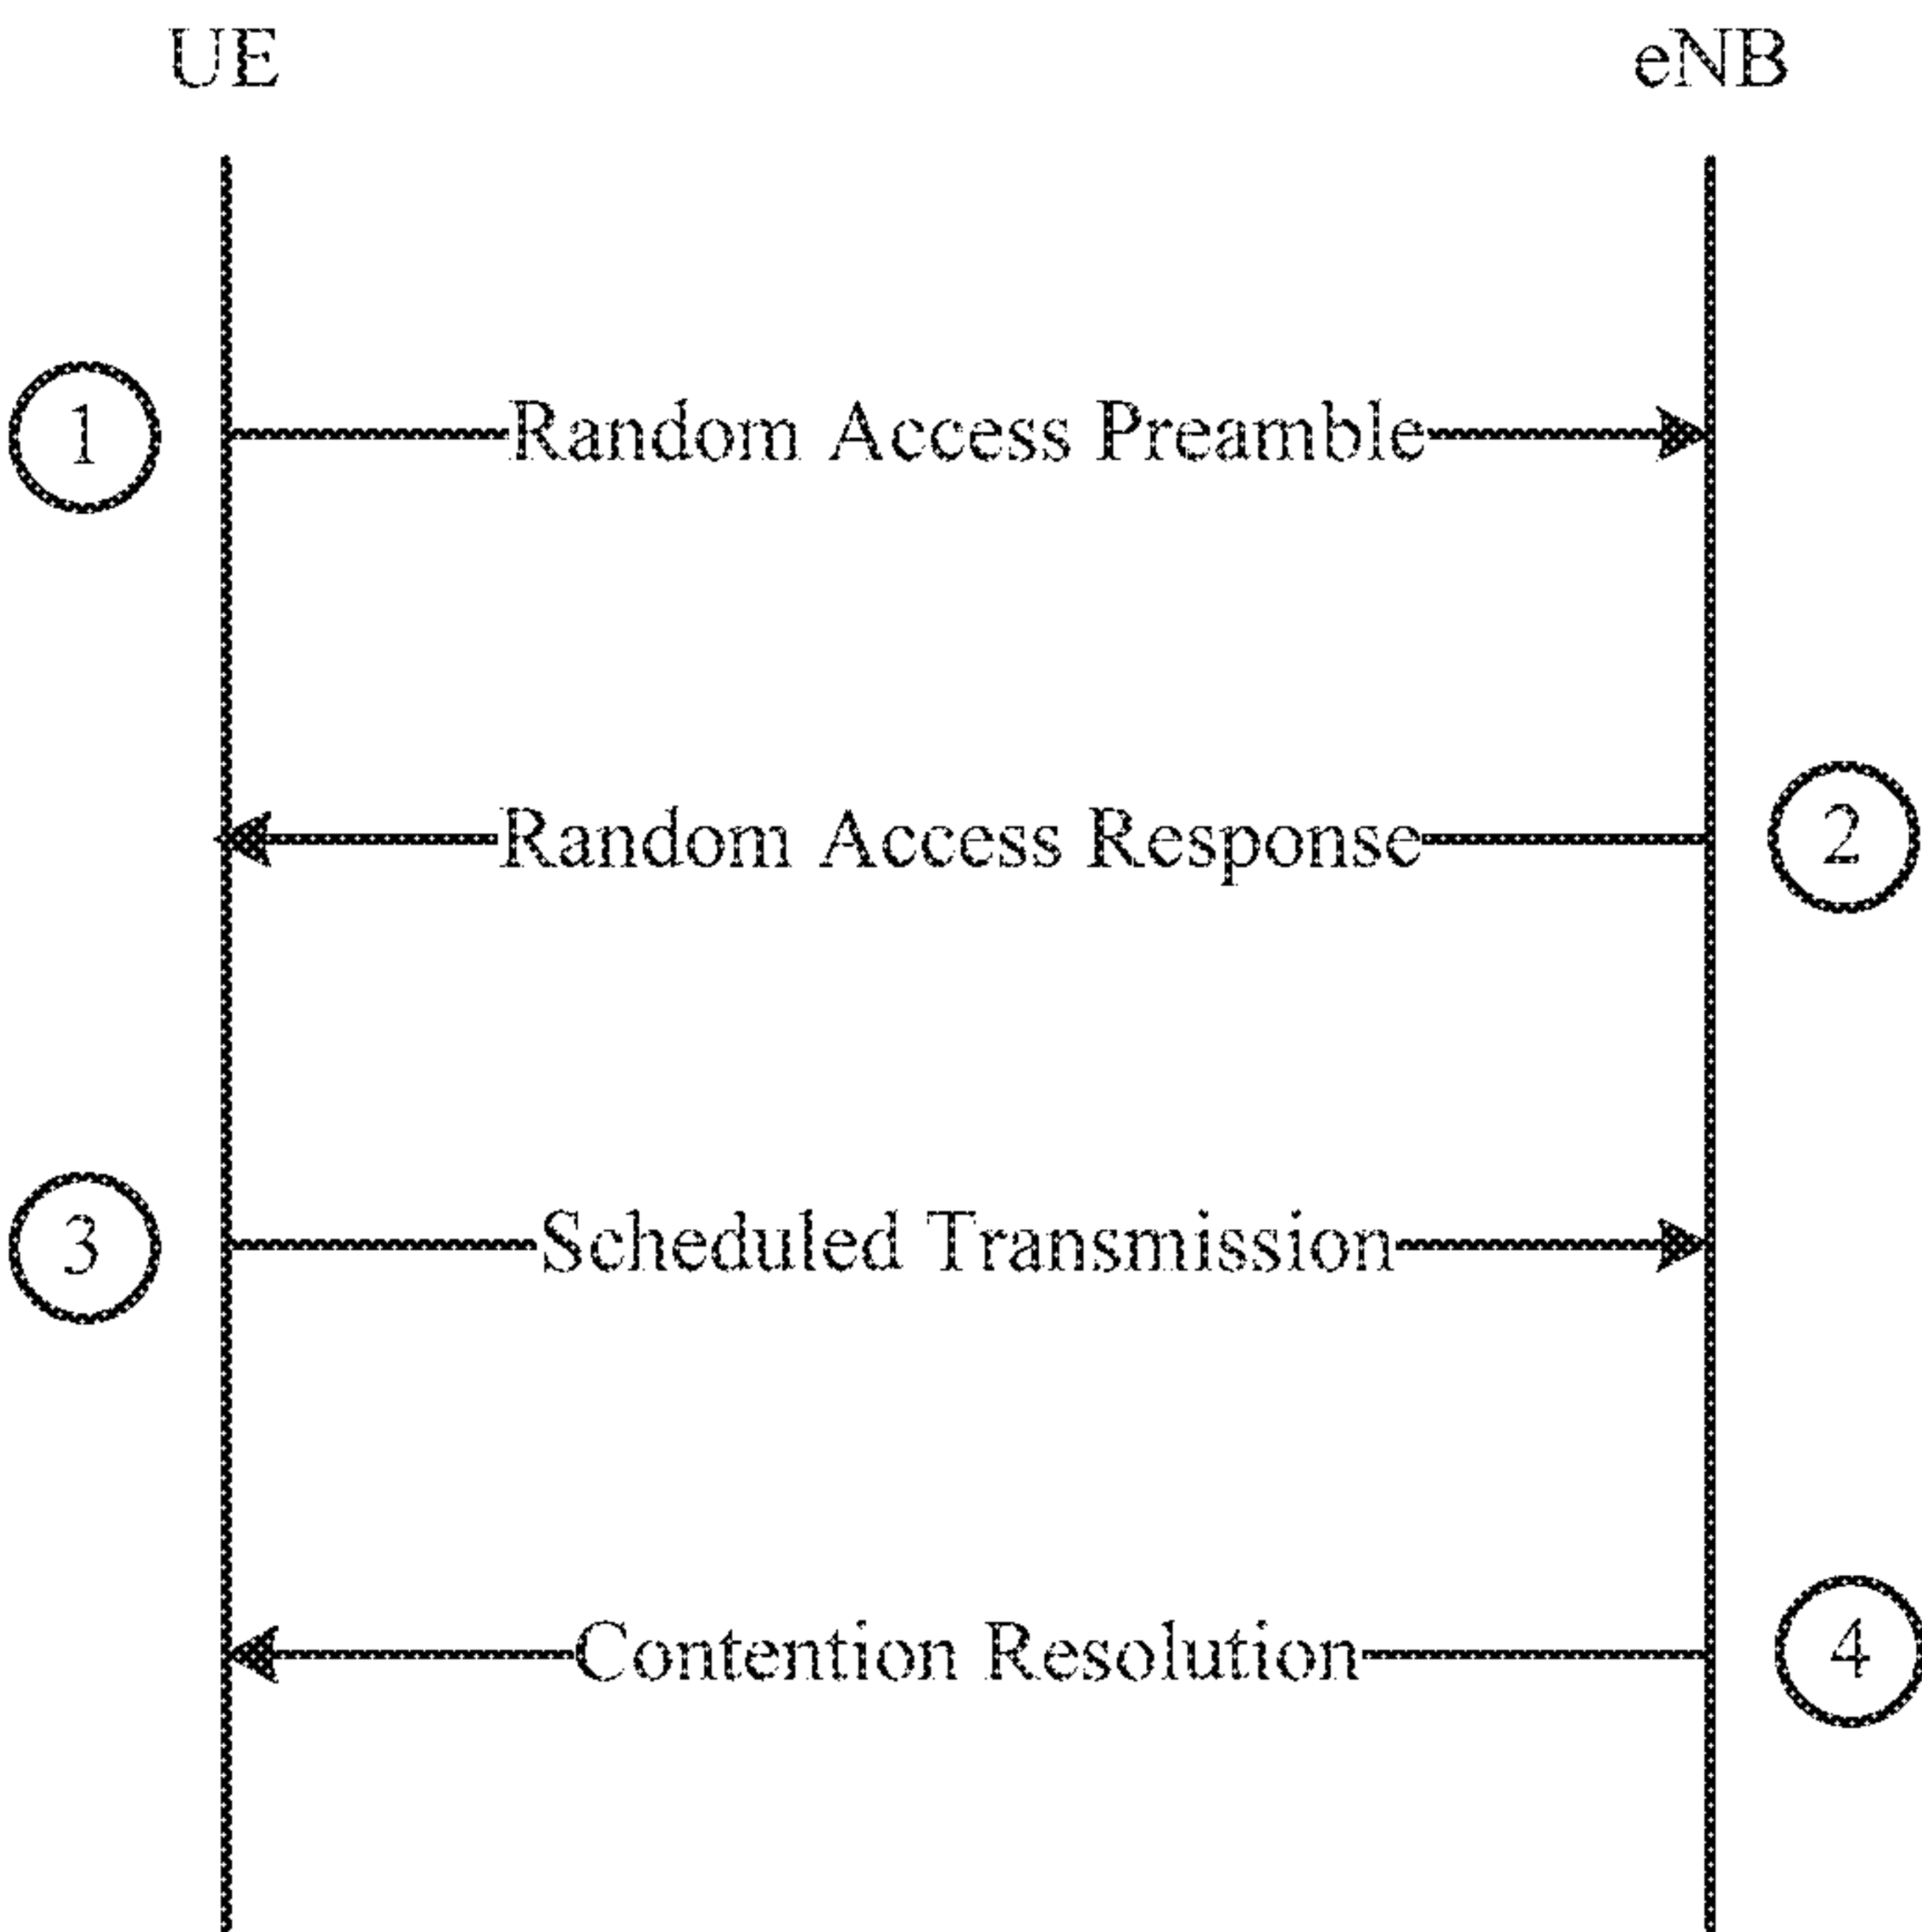 UE eNB
1 Random Access Preamble
Random Access Response 2
3 Scheduled Transmission
Contention Resolution 4